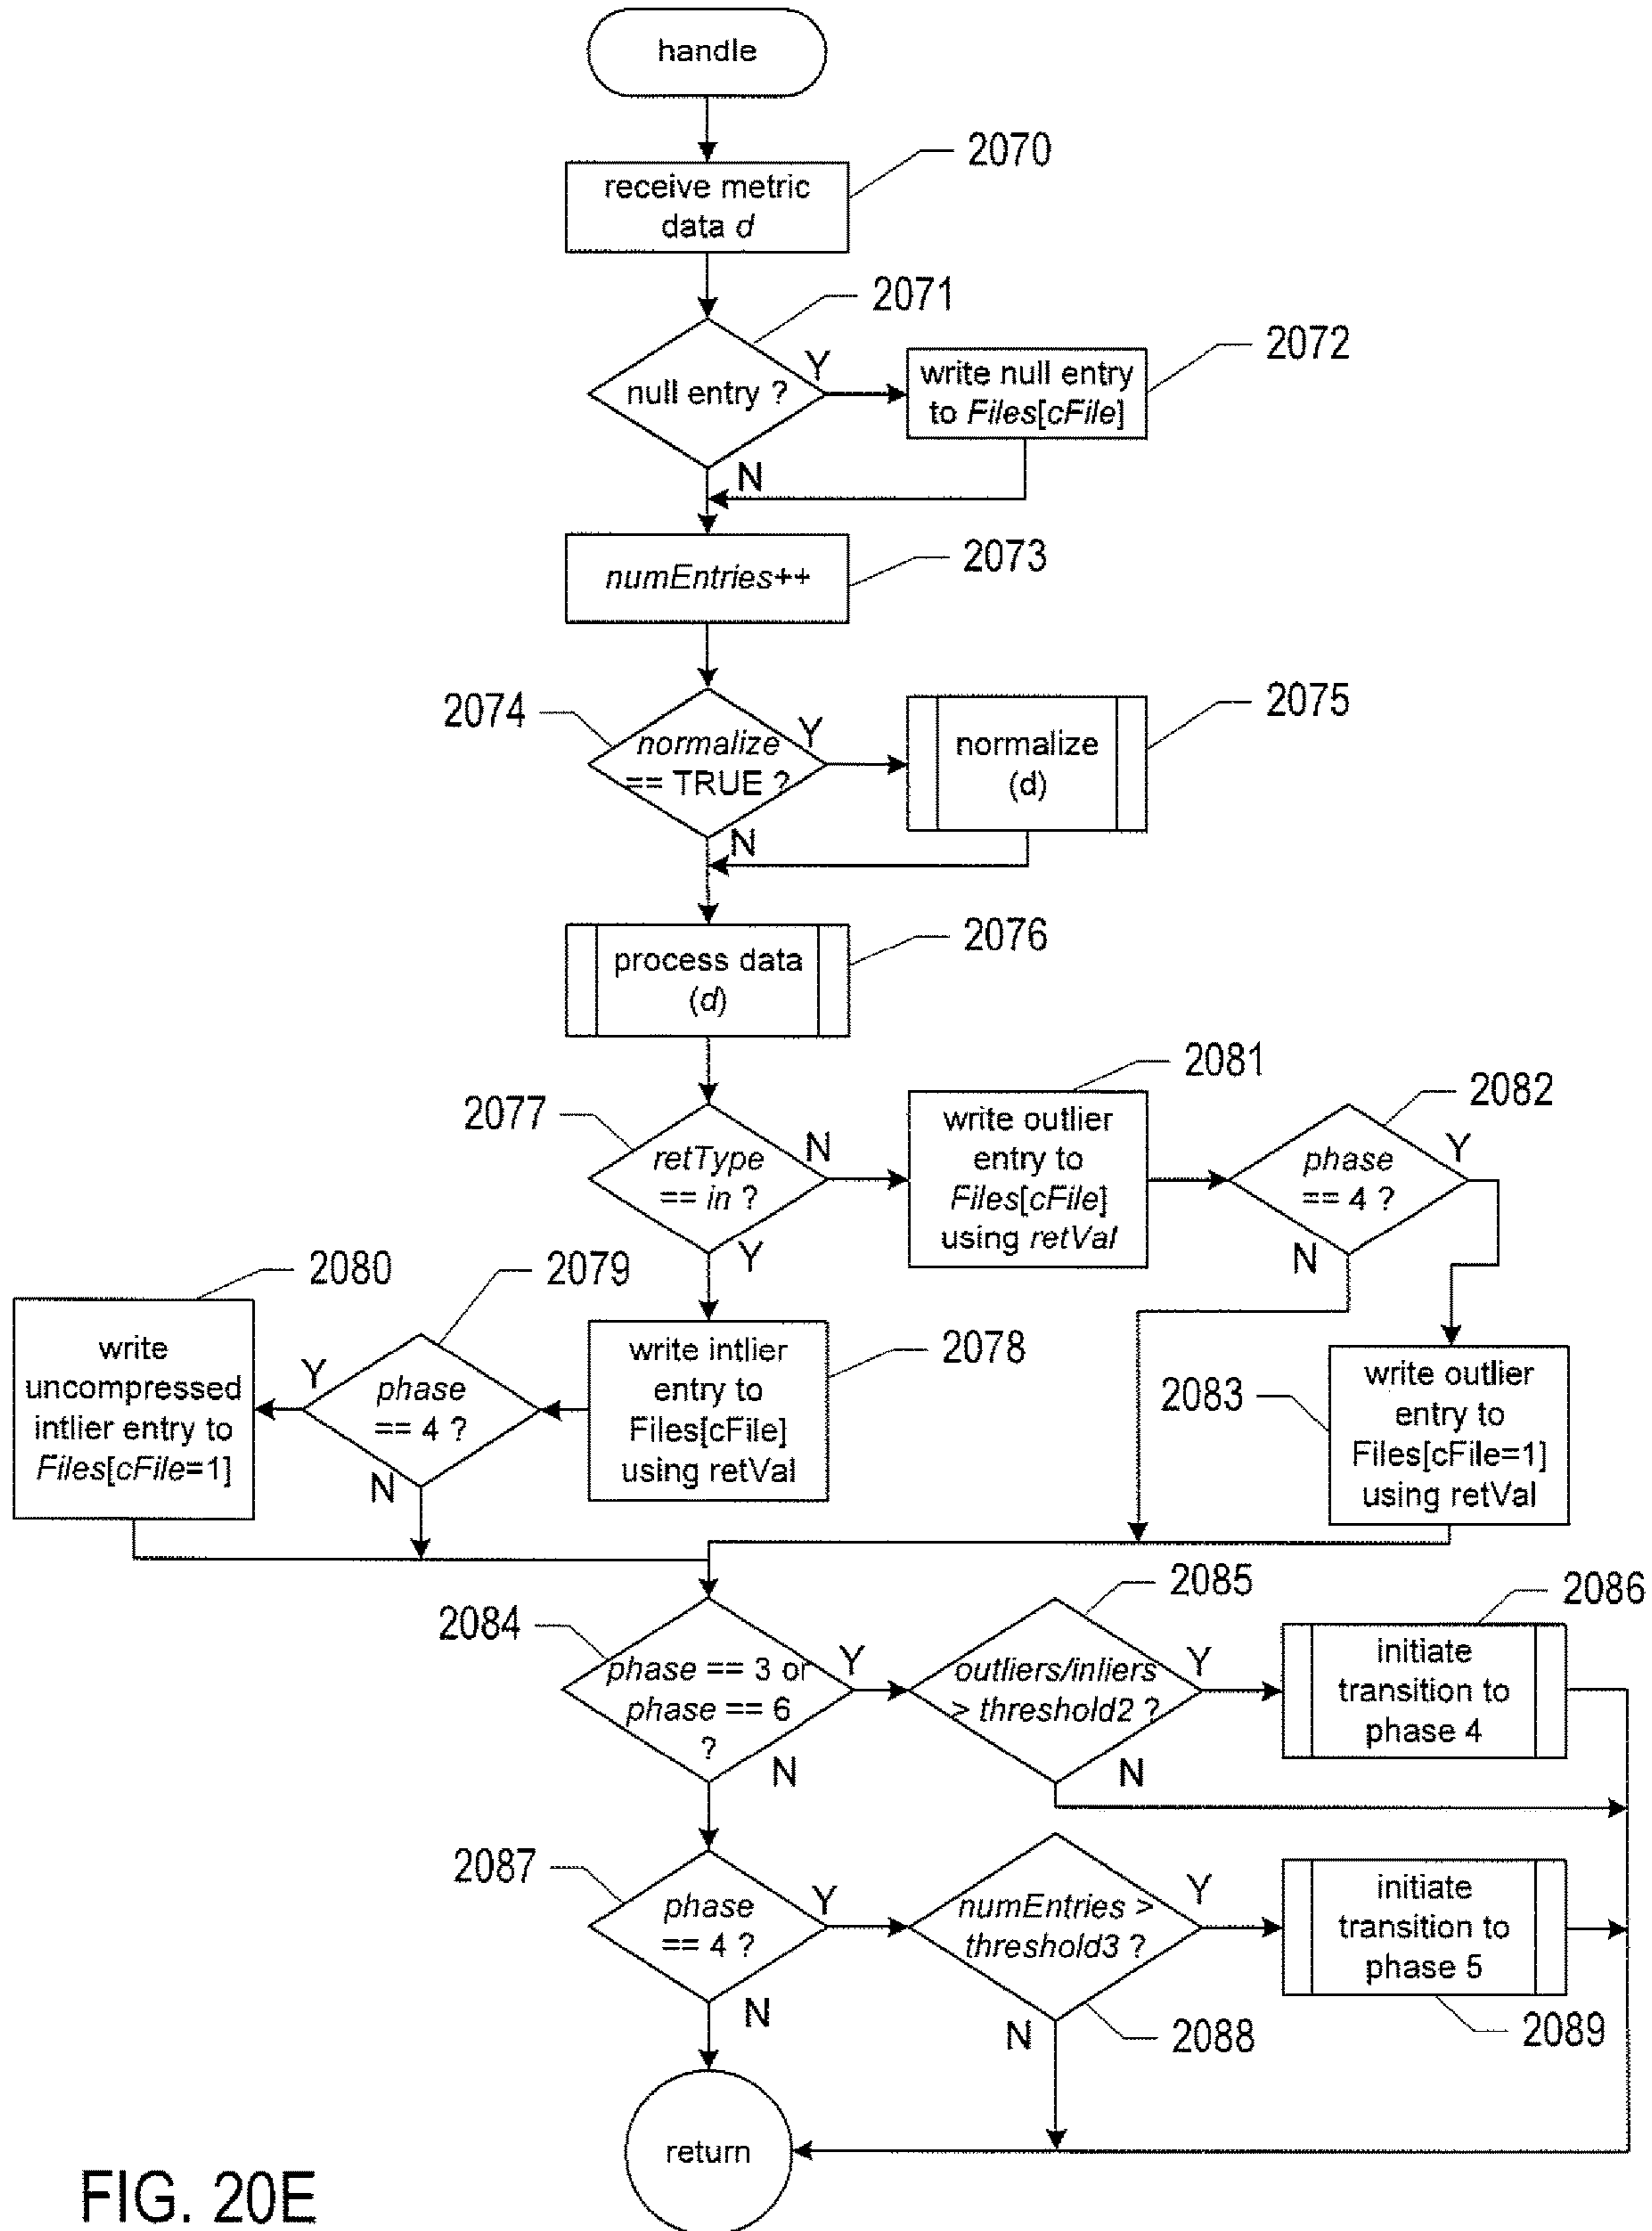 handle
2070
receive metric
data d
2071
null entry ?
Y
N
2072
write null entry
to Files[cFile]
2073
numEntries++
2074
normalize
== TRUE ?
Y
N
2075
normalize
(d)
2076
process data
(d)
2077
retType
== in ?
N
Y
2081
write outlier
entry to
Files[cFile]
using retVal
2082
phase
== 4 ?
Y
N
2080
write
uncompressed
intlier entry to
Files[cFile=1]
2079
Y
phase
== 4 ?
N
2078
write intlier
entry to
Files[cFile]
using retVal
2083
write outlier
entry to
Files[cFile=1]
using retVal
2084
phase == 3 or
phase == 6
?
Y
N
2085
outliers/inliers
> threshold2 ?
Y
N
2086
initiate
transition to
phase 4
2087
phase
== 4 ?
Y
N
numEntries >
threshold3 ?
Y
N
2088
initiate
transition to
phase 5
2089
return
FIG. 20E